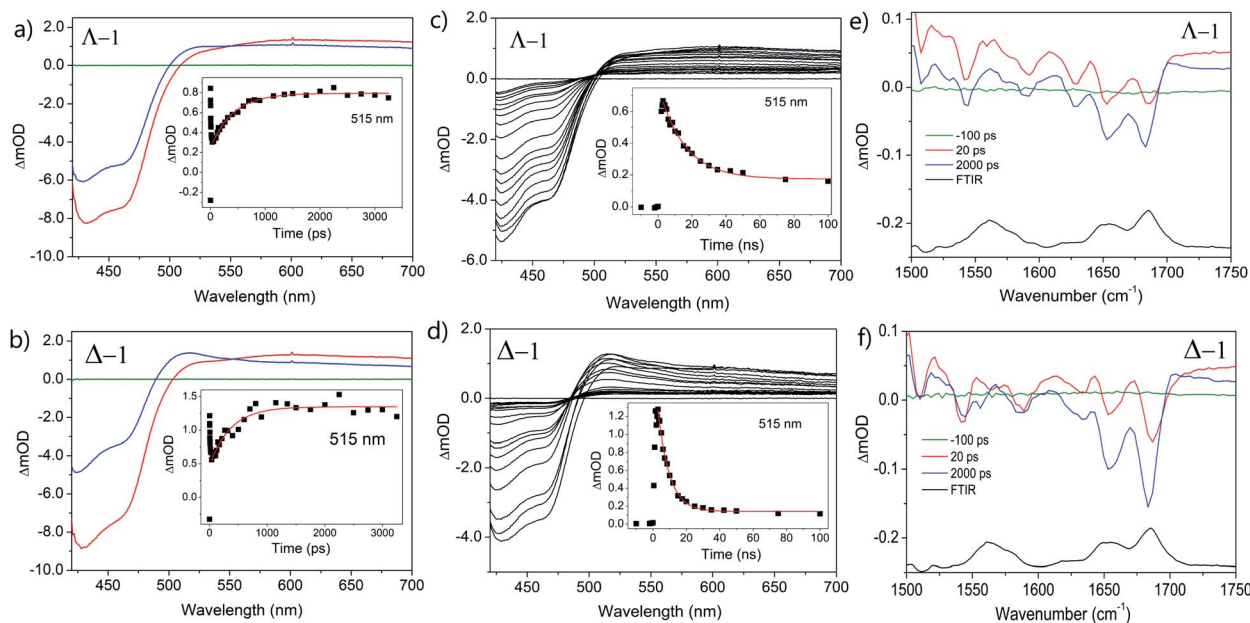 a)
Λ–1
ΔmOD
2.0
0.0
-2.0
-4.0
-6.0
-8.0
-10.0
450 500 550 600 650 700
Wavelength (nm)
ΔmOD
0.8
0.6
0.4
0.2
0.0
-0.2
0 1000 2000 3000
Time (ps)
515 nm
b)
Δ–1
ΔmOD
2.0
0.0
-2.0
-4.0
-6.0
-8.0
-10.0
450 500 550 600 650 700
Wavelength (nm)
ΔmOD
1.5
1.0
0.5
0.0
0 1000 2000 3000
Time (ps)
515 nm
c)
Λ–1
ΔmOD
4.0
2.0
0.0
-2.0
-4.0
-6.0
450 500 550 600 650 700
Wavelength (nm)
ΔmOD
0.6
0.4
0.2
0.0
0 20 40 60 80 100
Time (ns)
515 nm
d)
Δ–1
ΔmOD
2.0
0.0
-2.0
-4.0
450 500 550 600 650 700
Wavelength (nm)
ΔmOD
1.2
1.0
0.8
0.6
0.4
0.2
0.0
0 20 40 60 80 100
Time (ns)
515 nm
e)
Λ–1
ΔmOD
0.1
0.0
-0.1
-0.2
-100 ps
20 ps
2000 ps
FTIR
1500 1550 1600 1650 1700 1750
Wavenumber (cm⁻¹)
f)
Δ–1
ΔmOD
0.1
0.0
-0.1
-0.2
-100 ps
20 ps
2000 ps
FTIR
1500 1550 1600 1650 1700 1750
Wavenumber (cm⁻¹)